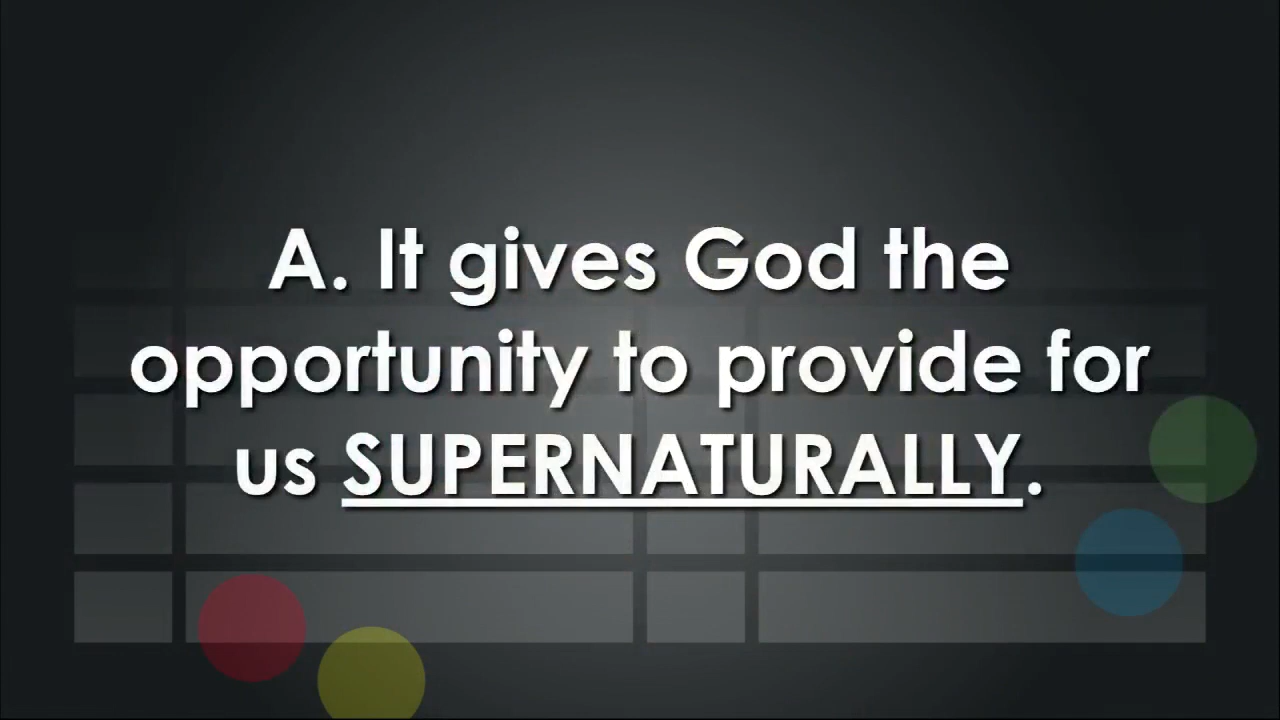 A. It gives God the
opportunity to provide for
us SUPERNATURALLY.